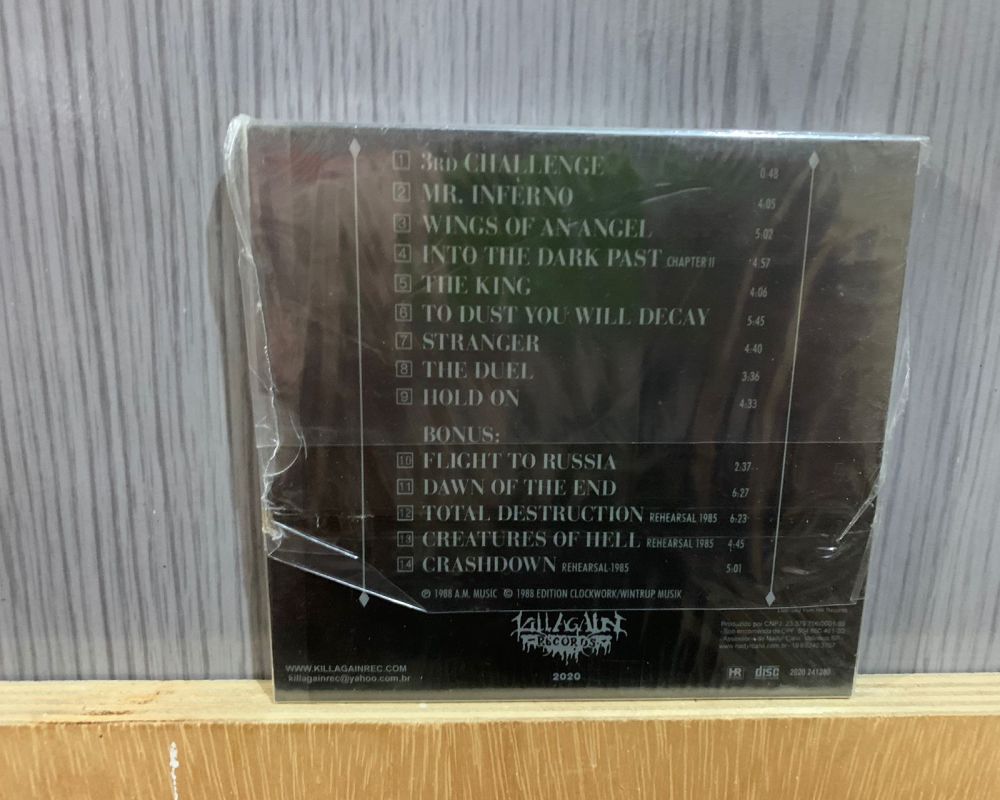 1 3RD CHALLENGE 0:48
2 MR. INFERNO 4:05
3 WINGS OF AN ANGEL 5:02
4 INTO THE DARK PAST CHAPTER II 4:57
5 THE KING 4:06
6 TO DUST YOU WILL DECAY 5:45
7 STRANGER 4:40
8 THE DUEL 3:36
9 HOLD ON 4:33
BONUS:
10 FLIGHT TO RUSSIA 2:37
11 DAWN OF THE END 6:27
12 TOTAL DESTRUCTION REHEARSAL 1985 6:23
13 CREATURES OF HELL REHEARSAL 1985 4:45
14 CRASHDOWN REHEARSAL 1985 5:01
℗ 1988 A.M. MUSIC © 1988 EDITION CLOCKWORK/WINTRUP MUSIK
KILLAGAIN
RECORDS
Produzido por CNPJ:
WWW.KILLAGAINREC.COM
killagainrec@yahoo.com.br
2020
HR disc 2020 241280